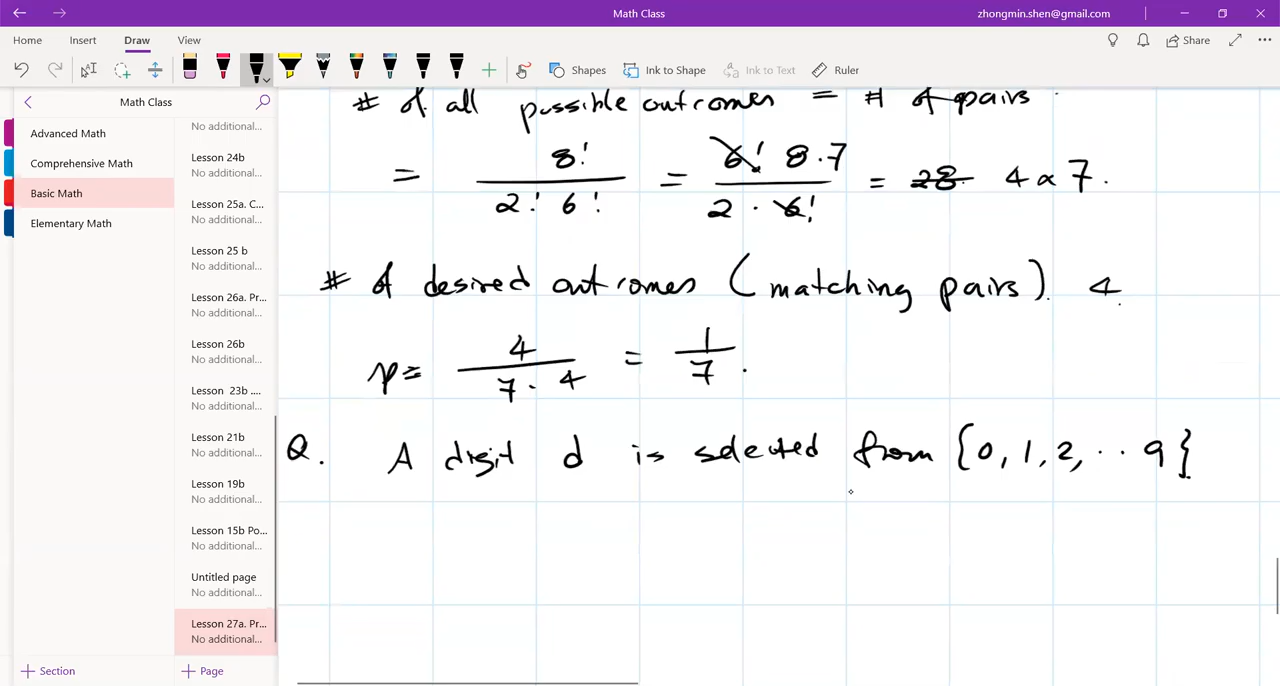 Math Class
zhongmin.shen@gmail.com
Home Insert Draw View
Share
Shapes Ink to Shape Ink to Text Ruler
Math Class
Advanced Math
Comprehensive Math
Basic Math
Elementary Math
No additional...
Lesson 24b
No additional...
Lesson 25a. C...
No additional...
Lesson 25 b
No additional...
Lesson 26a. Pr...
No additional...
Lesson 26b
No additional...
Lesson 23b ....
No additional...
Lesson 21b
No additional...
Lesson 19b
No additional...
Lesson 15b Po...
No additional...
Untitled page
No additional...
Lesson 27a. Pr...
No additional...
+ Section
+ Page
# of all possible outcomes = # of pairs.
= 8! / 2! 6! = 6! 8·7 / 2 · 6! = 28 4 × 7.
# of desired outcomes (matching pairs). 4.
p = 4 / 7·4 = 1 / 7.
Q. A digit d is selected from {0, 1, 2, ·· 9}.